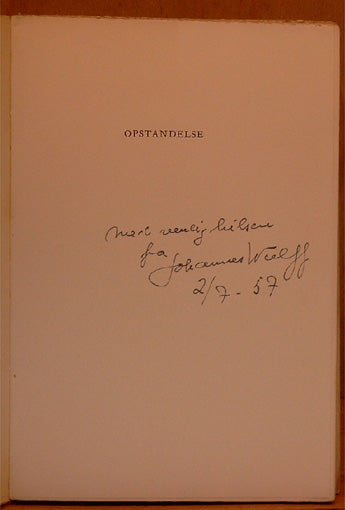 OPSTANDELSE
med venlig hilsen
fra
Johannes Wulff
2/7 - 57